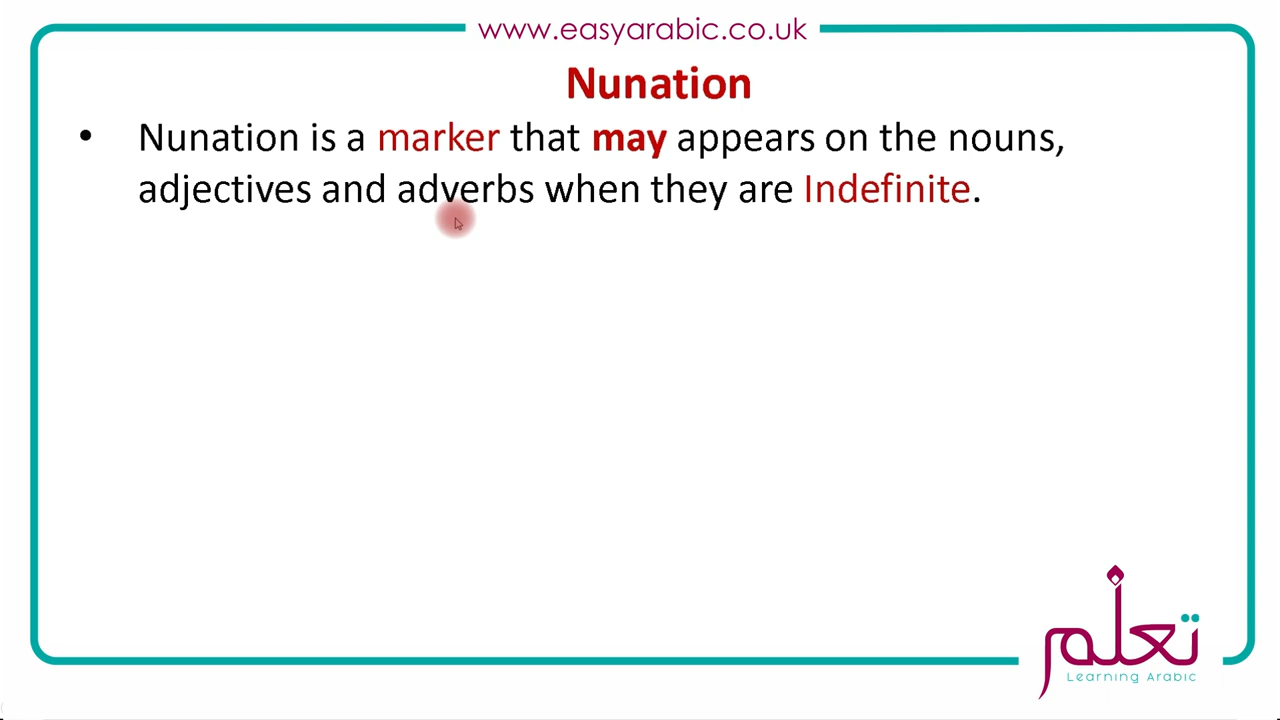 www.easyarabic.co.uk
Nunation
• Nunation is a marker that may appears on the nouns,
adjectives and adverbs when they are Indefinite.
تعلم
Learning Arabic